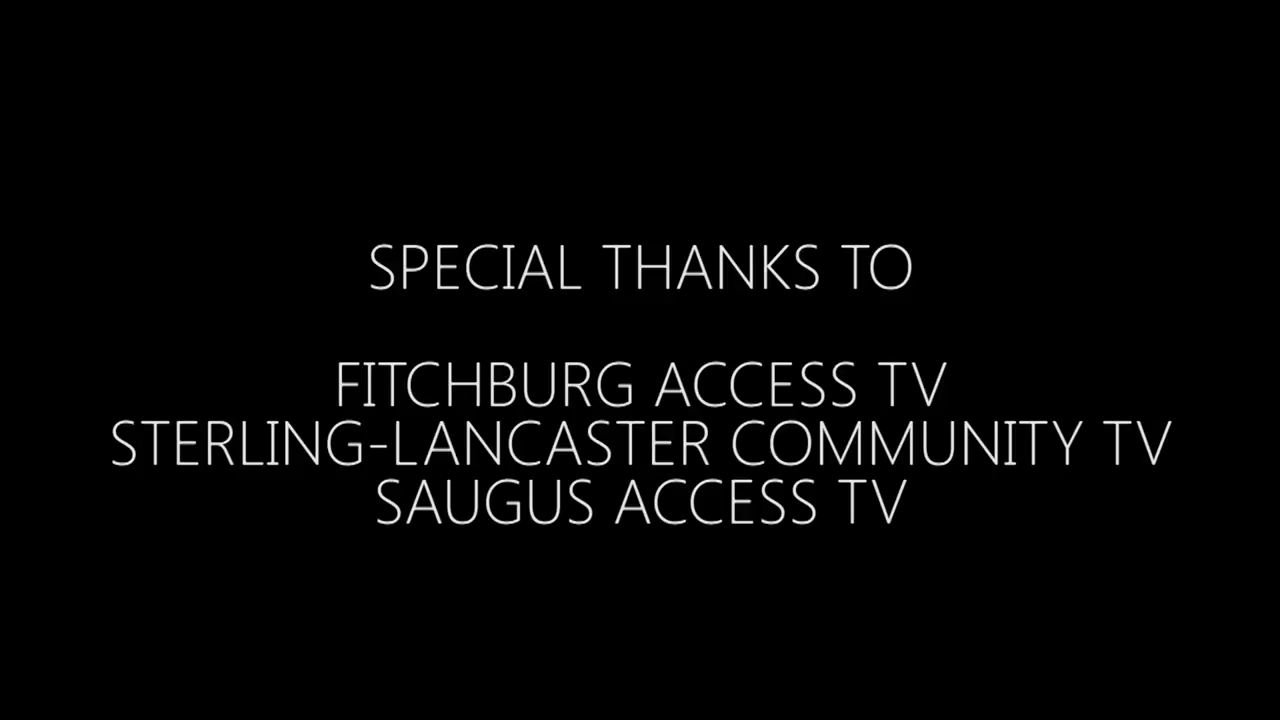 SPECIAL THANKS TO
FITCHBURG ACCESS TV
STERLING-LANCASTER COMMUNITY TV
SAUGUS ACCESS TV